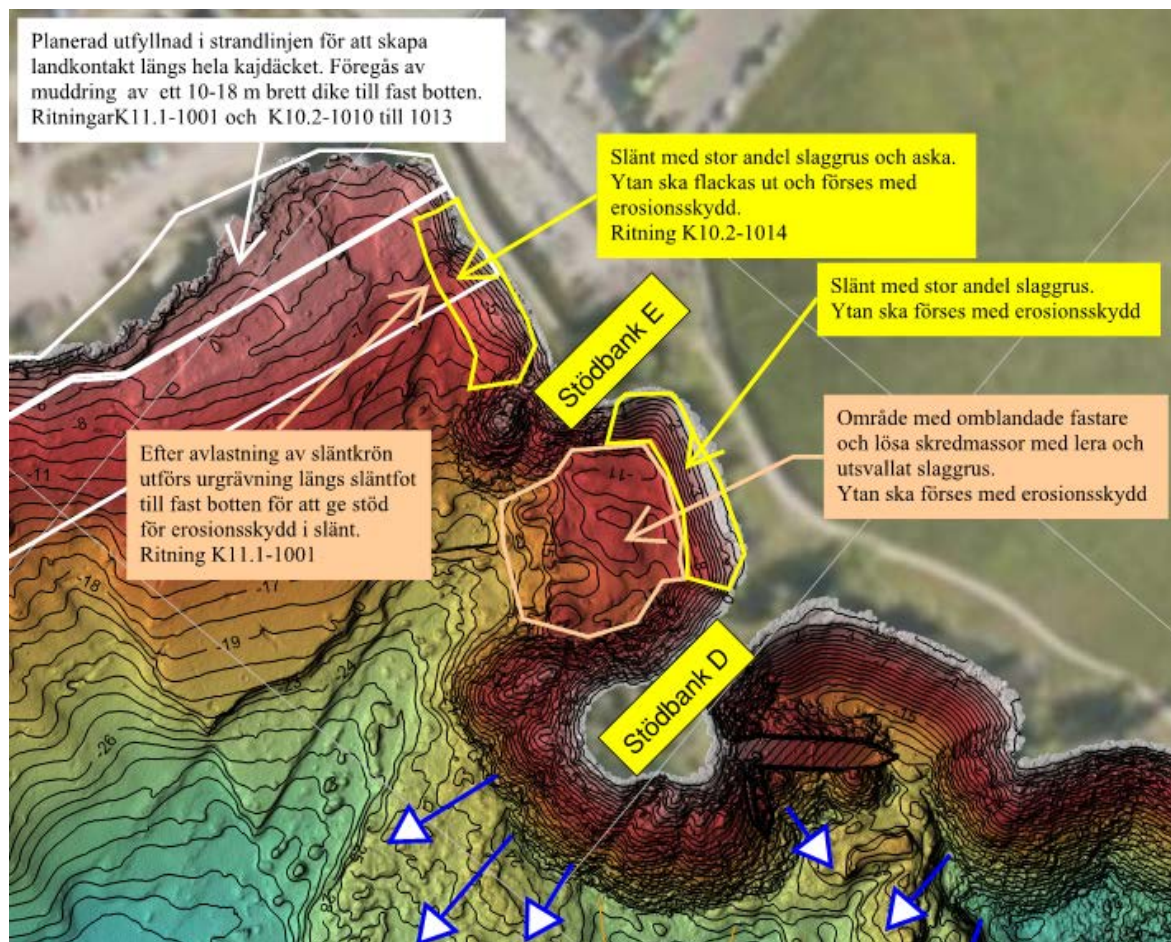 Planerad utfyllnad i strandlinjen för att skapa
landkontakt längs hela kajdäcket. Föregås av
muddring av ett 10-18 m brett dike till fast botten.
RitningarK11.1-1001 och K10.2-1010 till 1013
Slänt med stor andel slaggrus och aska.
Ytan ska flackas ut och förses med
erosionsskydd.
Ritning K10.2-1014
Slänt med stor andel slaggrus.
Ytan ska förses med erosionsskydd
Stödbank E
Område med omblandade fastare
och lösa skredmassor med lera och
utsvallat slaggrus.
Ytan ska förses med erosionsskydd
Efter avlastning av släntkrön
utförs urgrävning längs släntfot
till fast botten för att ge stöd
för erosionsskydd i slänt.
Ritning K11.1-1001
Stödbank D
-8
-11
-11
-18
-17
-19
-24
-26